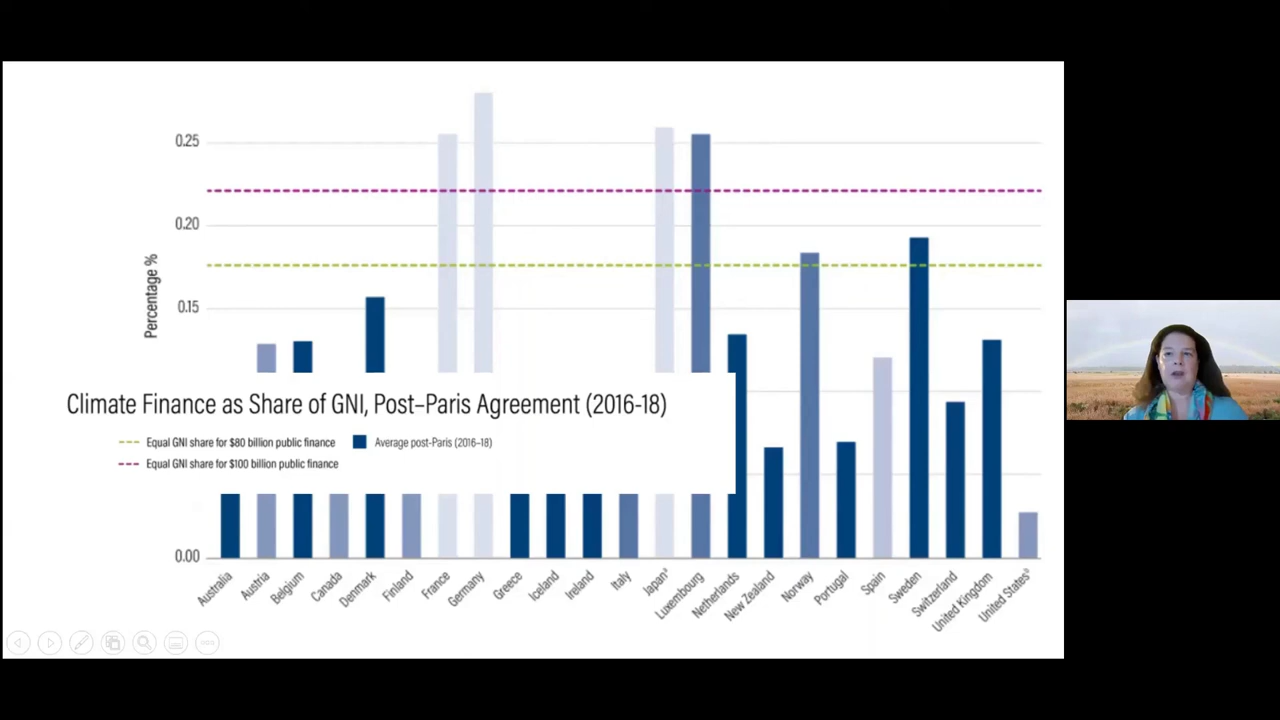 0.25
0.20
0.15
0.00
Percentage %
Climate Finance as Share of GNI, Post–Paris Agreement (2016-18)
Equal GNI share for $80 billion public finance
Average post-Paris (2016–18)
Equal GNI share for $100 billion public finance
Australia
Austria
Belgium
Canada
Denmark
Finland
France
Germany
Greece
Iceland
Ireland
Italy
Japan
Luxembourg
Netherlands
New Zealand
Norway
Portugal
Spain
Sweden
Switzerland
United Kingdom
United States